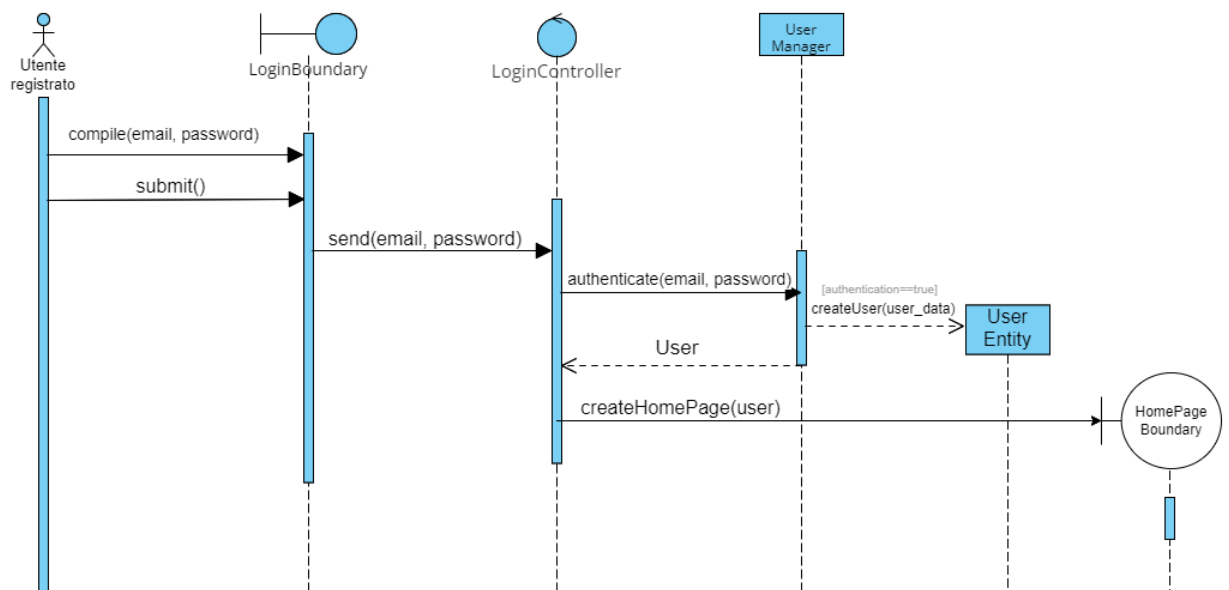 Utente
registrato
LoginBoundary
LoginController
User
Manager
compile(email, password)
submit()
send(email, password)
authenticate(email, password)
[authentication==true]
createUser(user_data)
User
Entity
User
createHomePage(user)
HomePage
Boundary